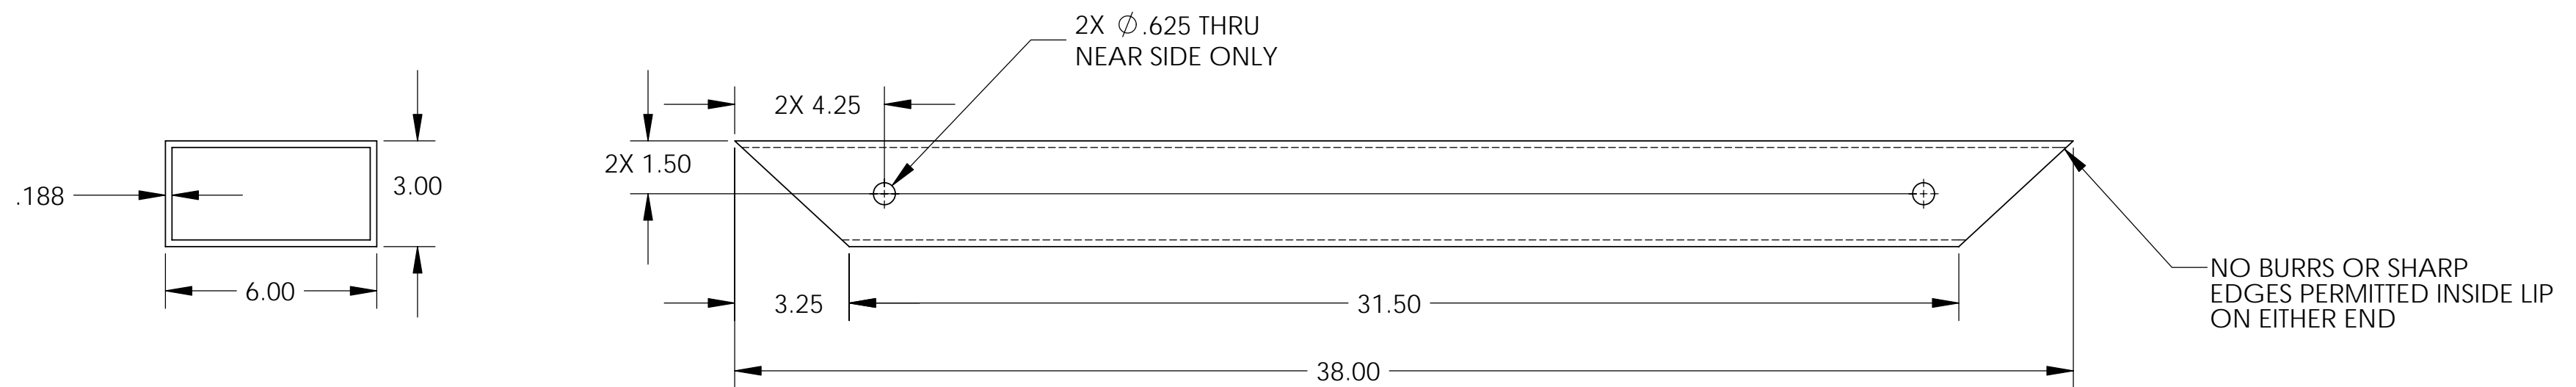 2X ∅.625 THRU
NEAR SIDE ONLY
2X 4.25
2X 1.50
3.00
.188
6.00
3.25
31.50
38.00
NO BURRS OR SHARP
EDGES PERMITTED INSIDE LIP
ON EITHER END